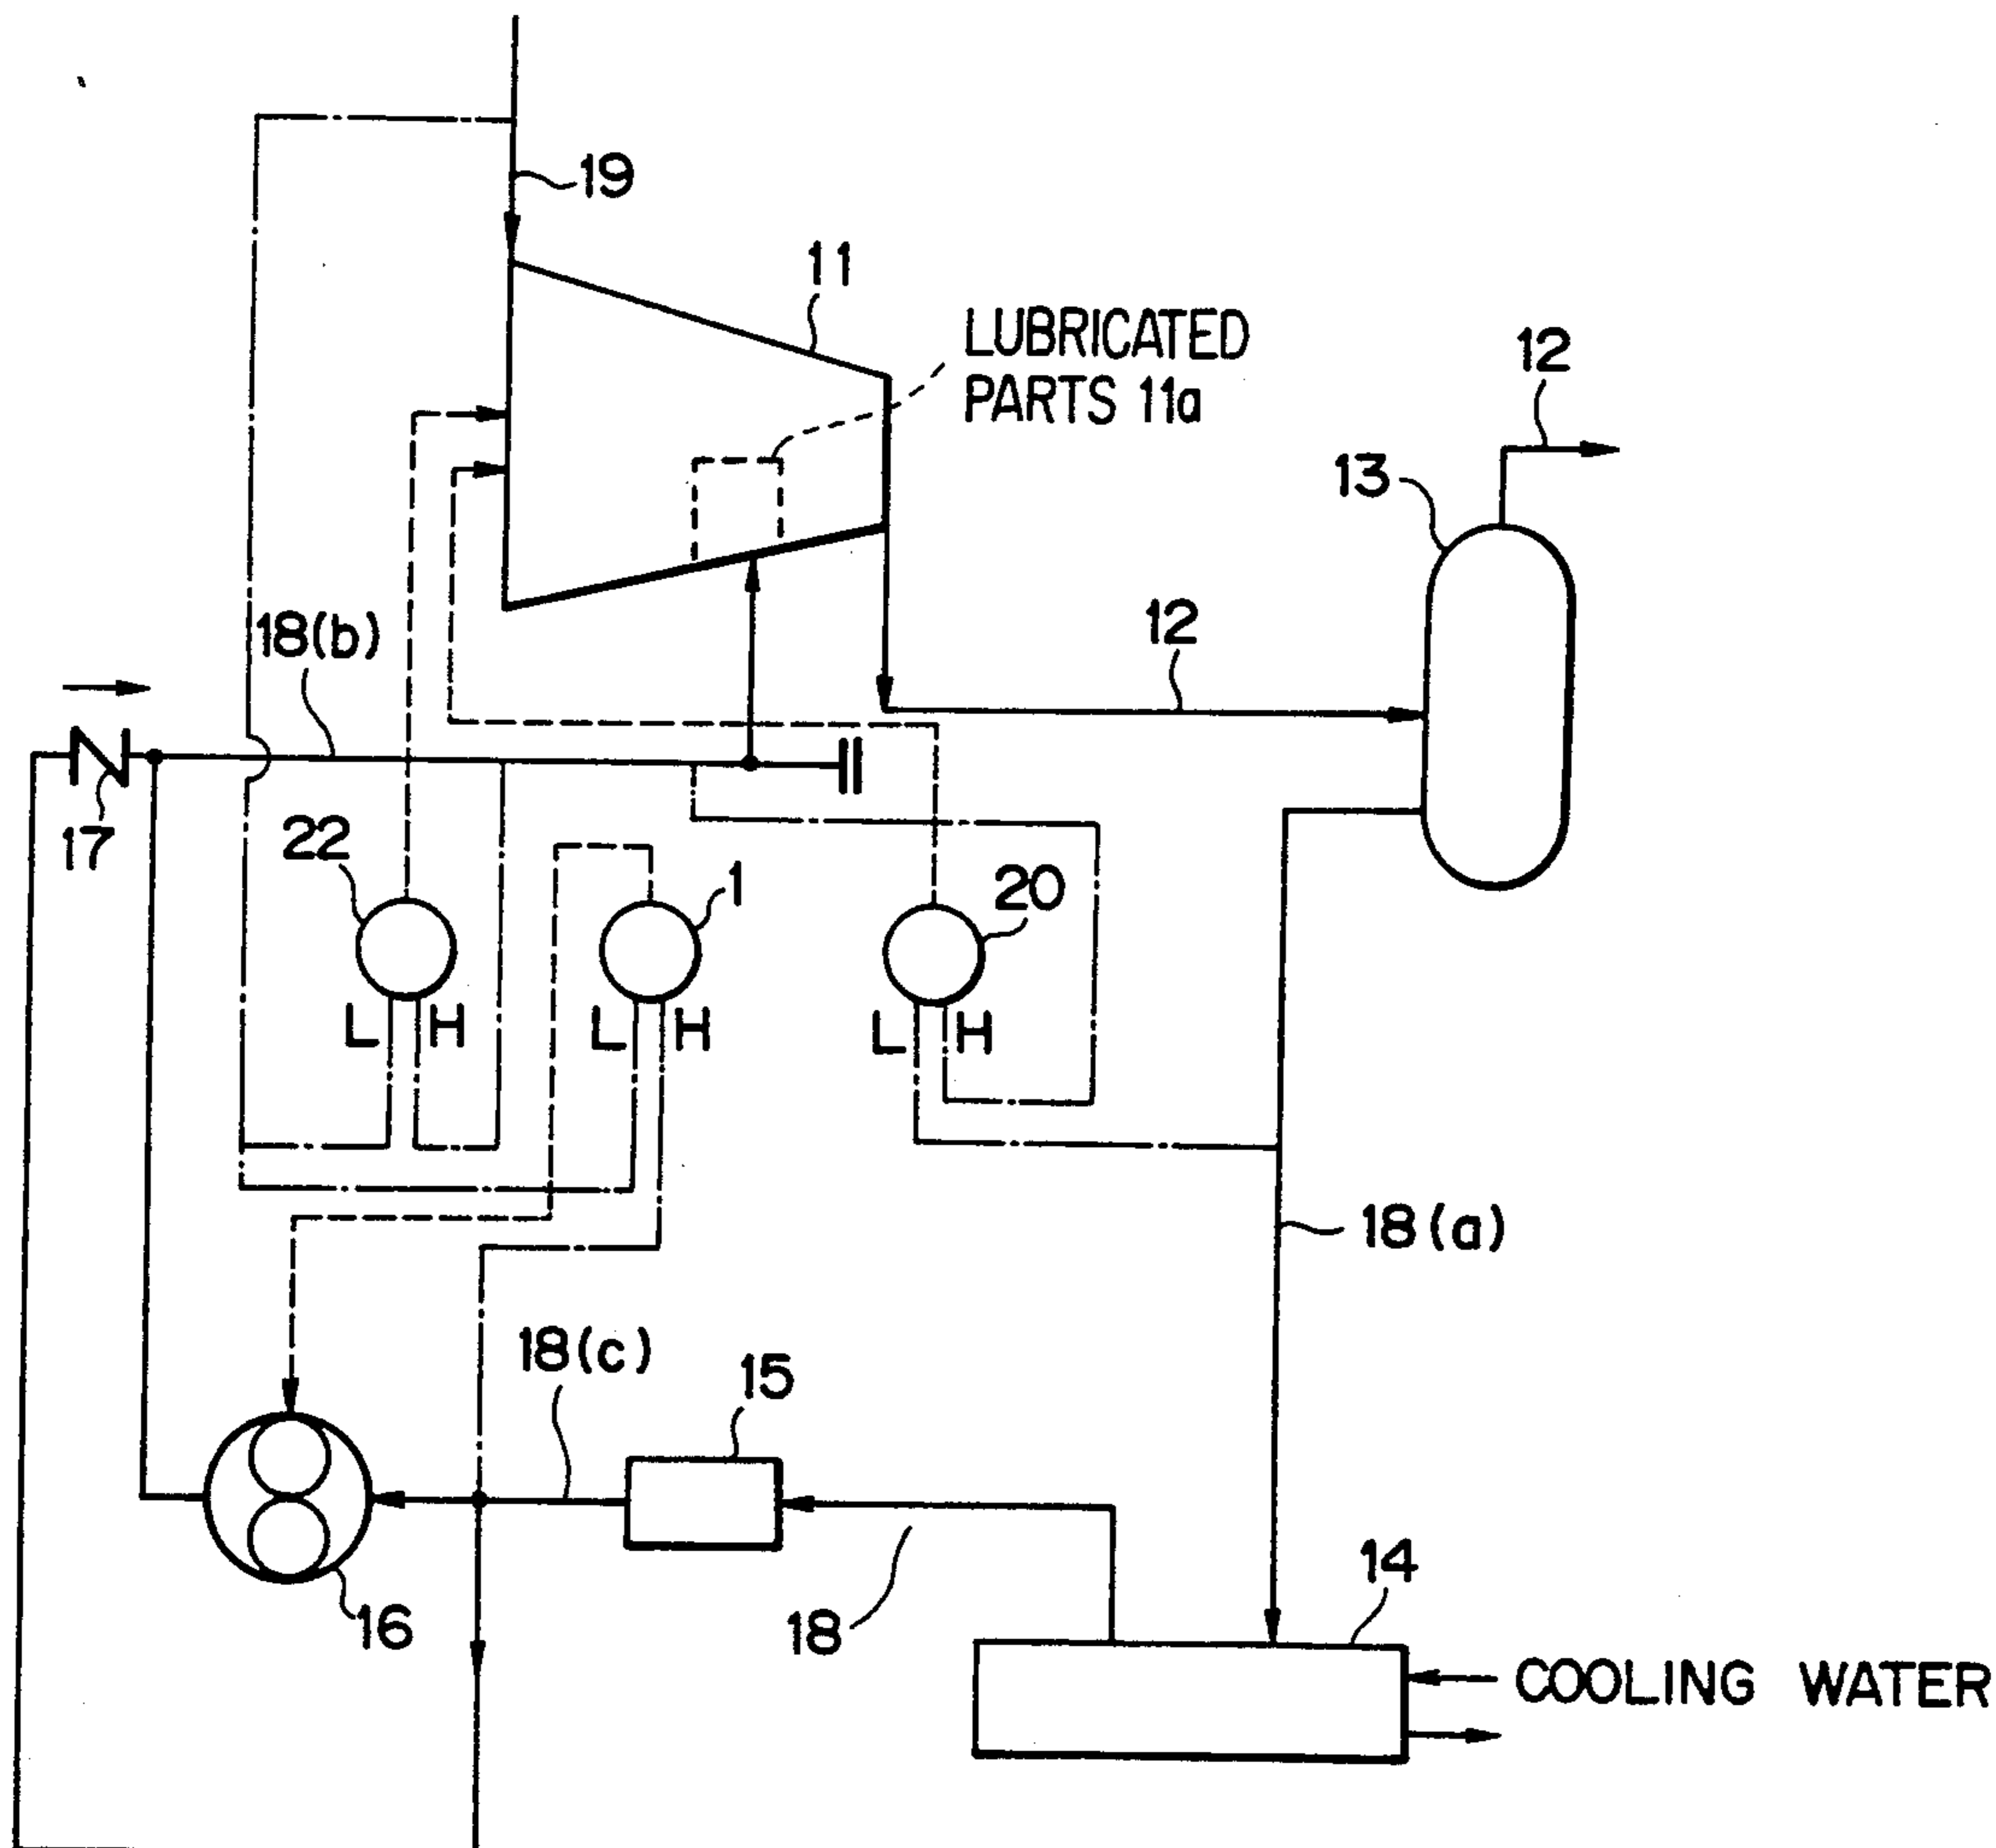 19
11
LUBRICATED
PARTS 11a
12
13
12
18(b)
17
22
1
20
L H
L H
L H
18(a)
18(c)
15
16
18
14
COOLING WATER